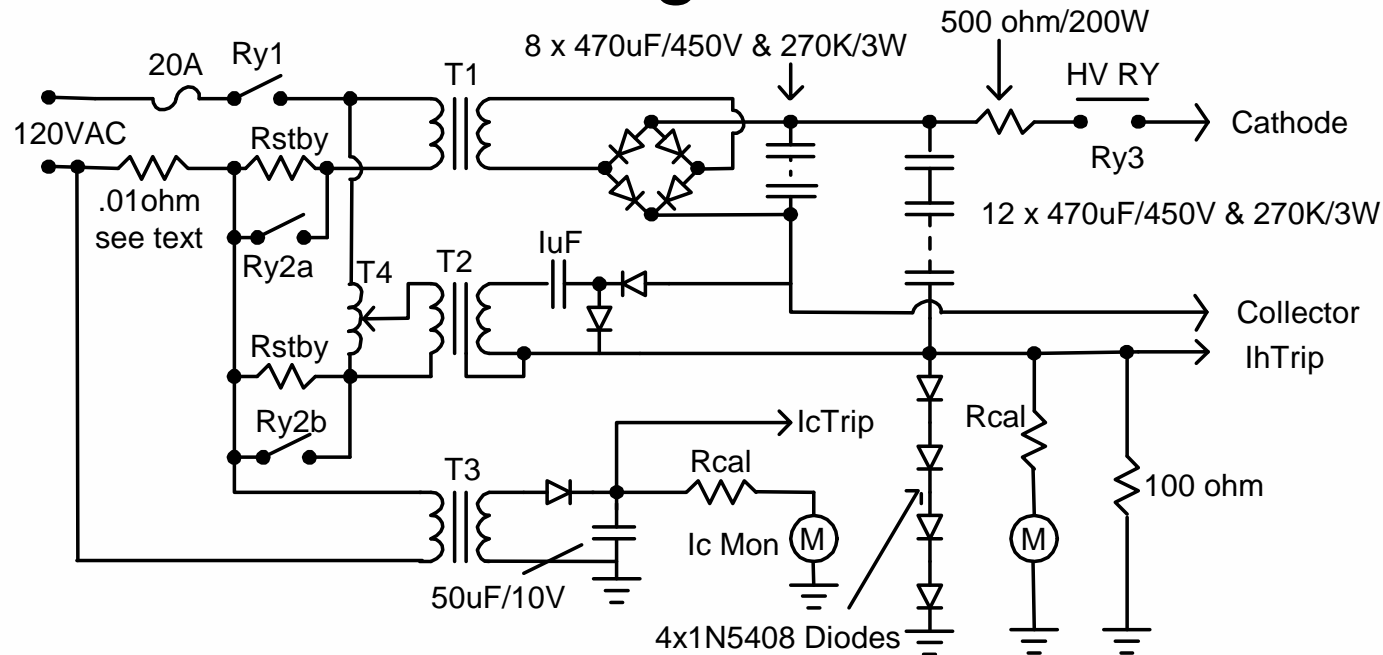 500 ohm/200W
8 x 470uF/450V & 270K/3W
20A
Ry1
T1
HV RY
120VAC
Rstby
Cathode
Ry3
.01ohm
see text
12 x 470uF/450V & 270K/3W
Ry2a
T4
T2
IuF
Collector
Rstby
IhTrip
Ry2b
IcTrip
Rcal
T3
Rcal
100 ohm
Ic Mon
M
M
50uF/10V
4x1N5408 Diodes